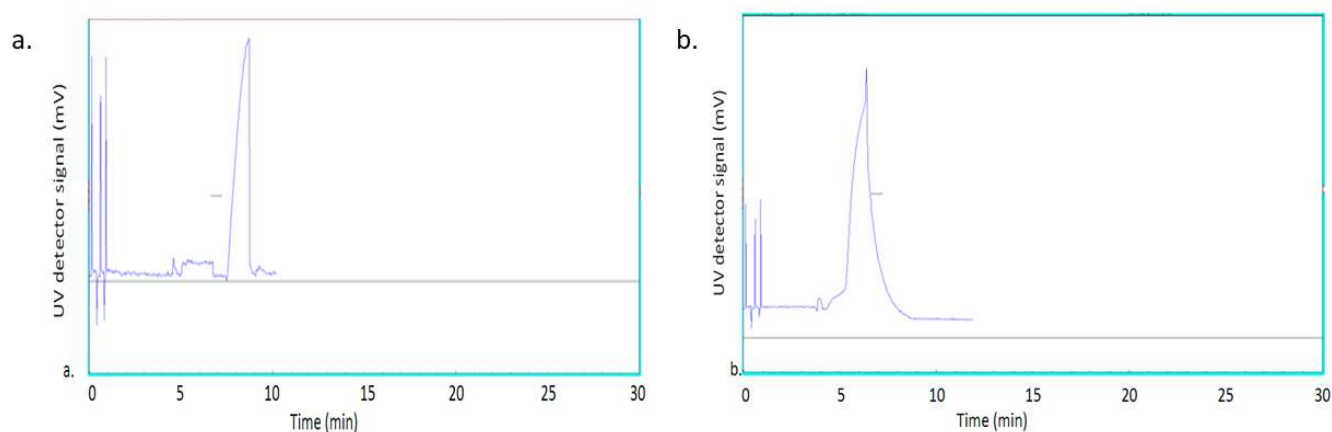 a.
UV detector signal (mV)
a.
0 5 10 15 20 25 30
Time (min)
b.
UV detector signal (mV)
b.
0 5 10 15 20 25 30
Time (min)